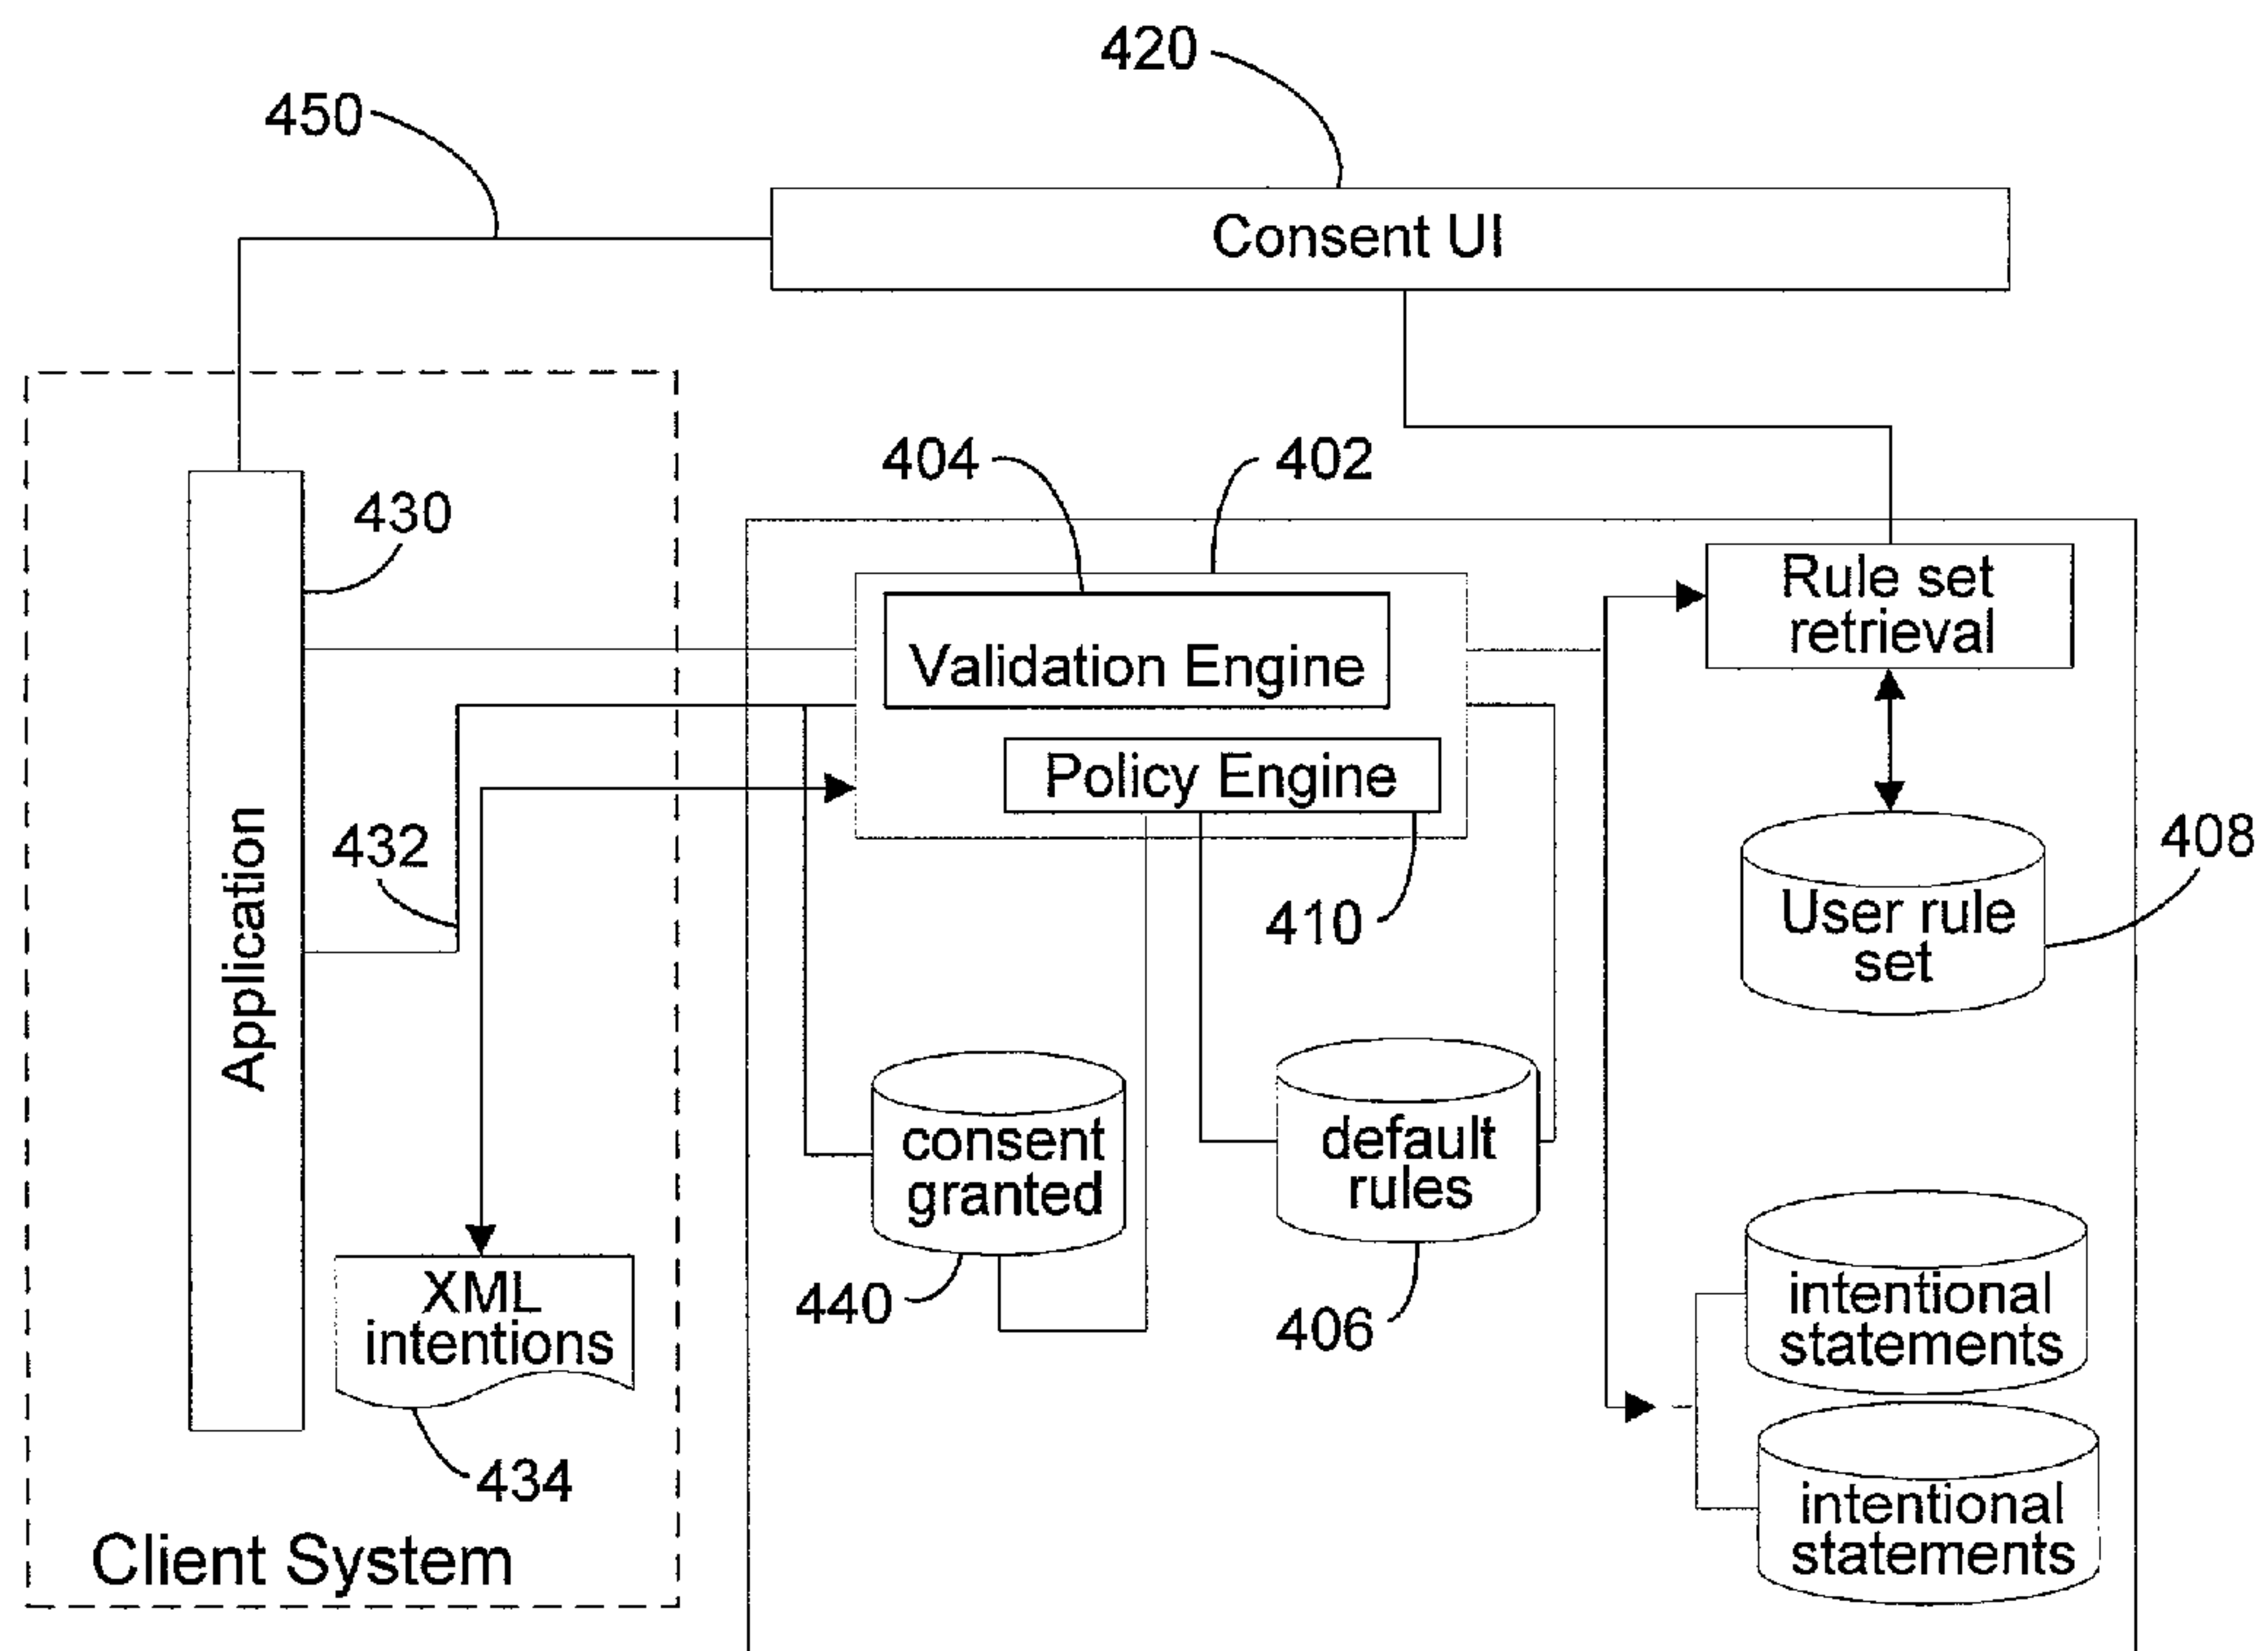 420
450
Consent UI
404
402
430
Rule set
retrieval
Validation Engine
Policy Engine
432
408
410
User rule
set
Application
consent
granted
default
rules
XML
intentions
440
406
intentional
statements
434
intentional
statements
Client System